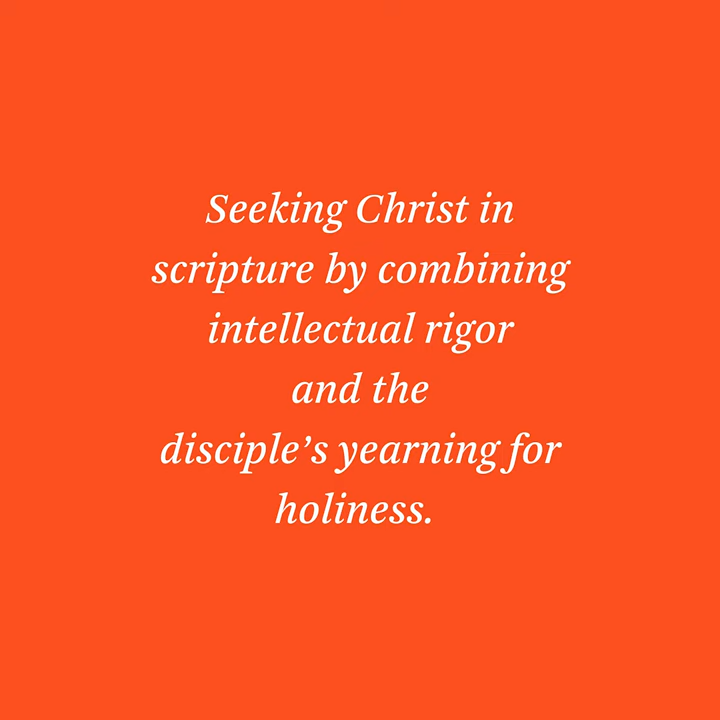 Seeking Christ in
scripture by combining
intellectual rigor
and the
disciple’s yearning for
holiness.